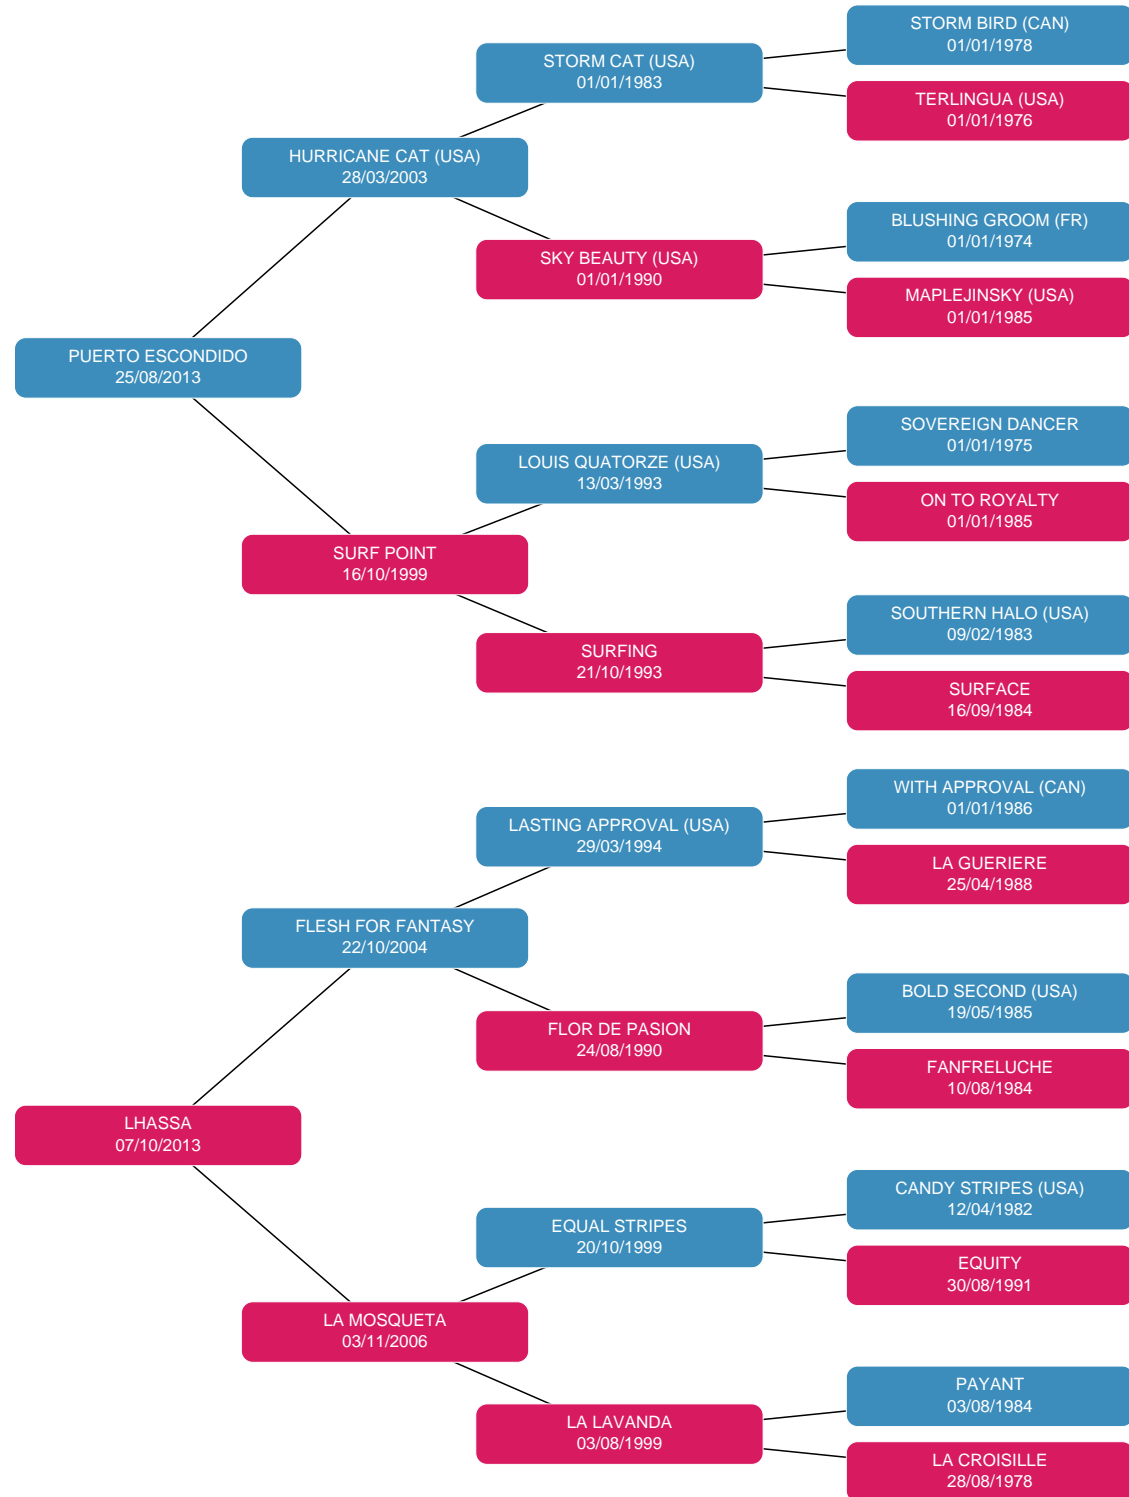 STORM BIRD (CAN)
01/01/1978
STORM CAT (USA)
01/01/1983
TERLINGUA (USA)
01/01/1976
HURRICANE CAT (USA)
28/03/2003
BLUSHING GROOM (FR)
01/01/1974
SKY BEAUTY (USA)
01/01/1990
MAPLEJINSKY (USA)
01/01/1985
PUERTO ESCONDIDO
25/08/2013
SOVEREIGN DANCER
01/01/1975
LOUIS QUATORZE (USA)
13/03/1993
ON TO ROYALTY
01/01/1985
SURF POINT
16/10/1999
SOUTHERN HALO (USA)
09/02/1983
SURFING
21/10/1993
SURFACE
16/09/1984
WITH APPROVAL (CAN)
01/01/1986
LASTING APPROVAL (USA)
29/03/1994
LA GUERIERE
25/04/1988
FLESH FOR FANTASY
22/10/2004
BOLD SECOND (USA)
19/05/1985
FLOR DE PASION
24/08/1990
FANFRELUCHE
10/08/1984
LHASSA
07/10/2013
CANDY STRIPES (USA)
12/04/1982
EQUAL STRIPES
20/10/1999
EQUITY
30/08/1991
LA MOSQUETA
03/11/2006
PAYANT
03/08/1984
LA LAVANDA
03/08/1999
LA CROISILLE
28/08/1978